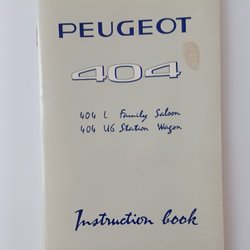 PEUGEOT
404
404 L Family Saloon
404 U6 Station Wagon
Instruction book